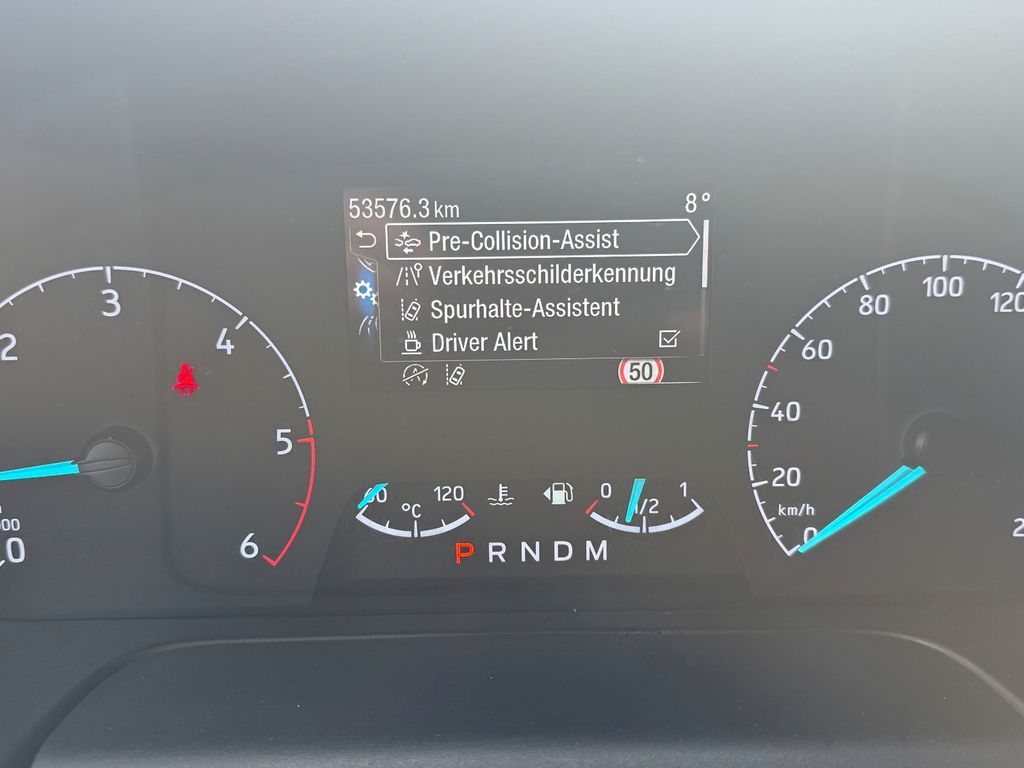 53576.3 km 8°
Pre-Collision-Assist
Verkehrsschilderkennung
Spurhalte-Assistent
Driver Alert
A 50
2 3 4 5 6
20 40 60 80 100 120
km/h
0
60 120 °C
0 1/2 1
P R N D M